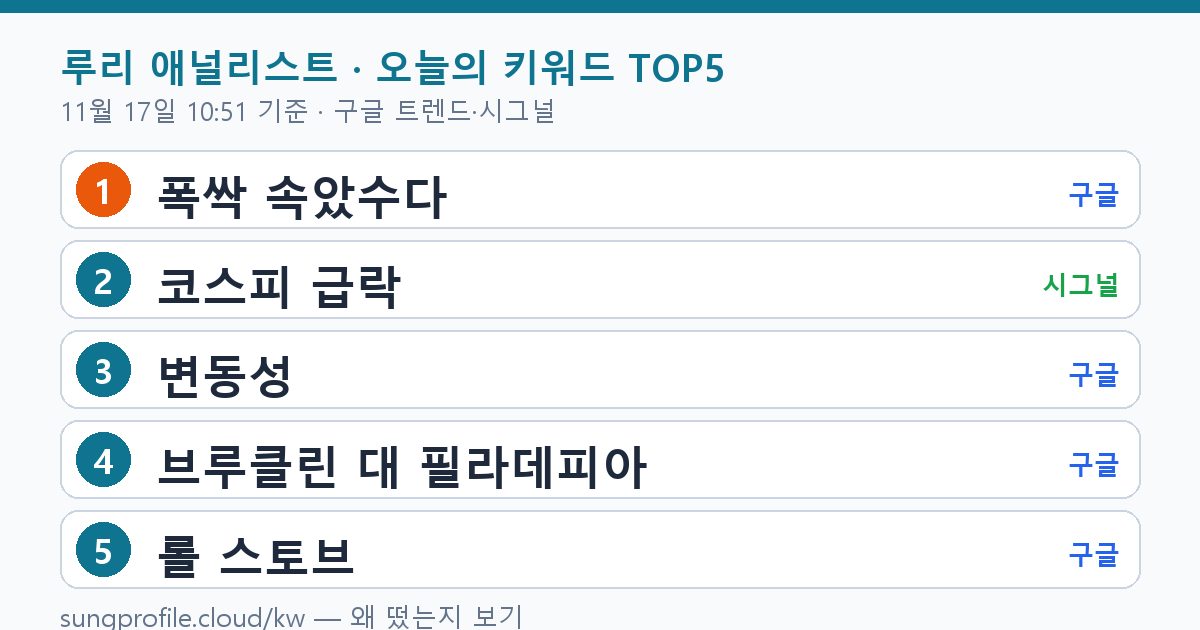 루리 애널리스트 · 오늘의 키워드 TOP5
11월 17일 10:51 기준 · 구글 트렌드·시그널
1 폭싹 속았수다 구글
2 코스피 급락 시그널
3 변동성 구글
4 브루클린 대 필라데피아 구글
5 롤 스토브 구글
sungprofile.cloud/kw — 왜 떴는지 보기